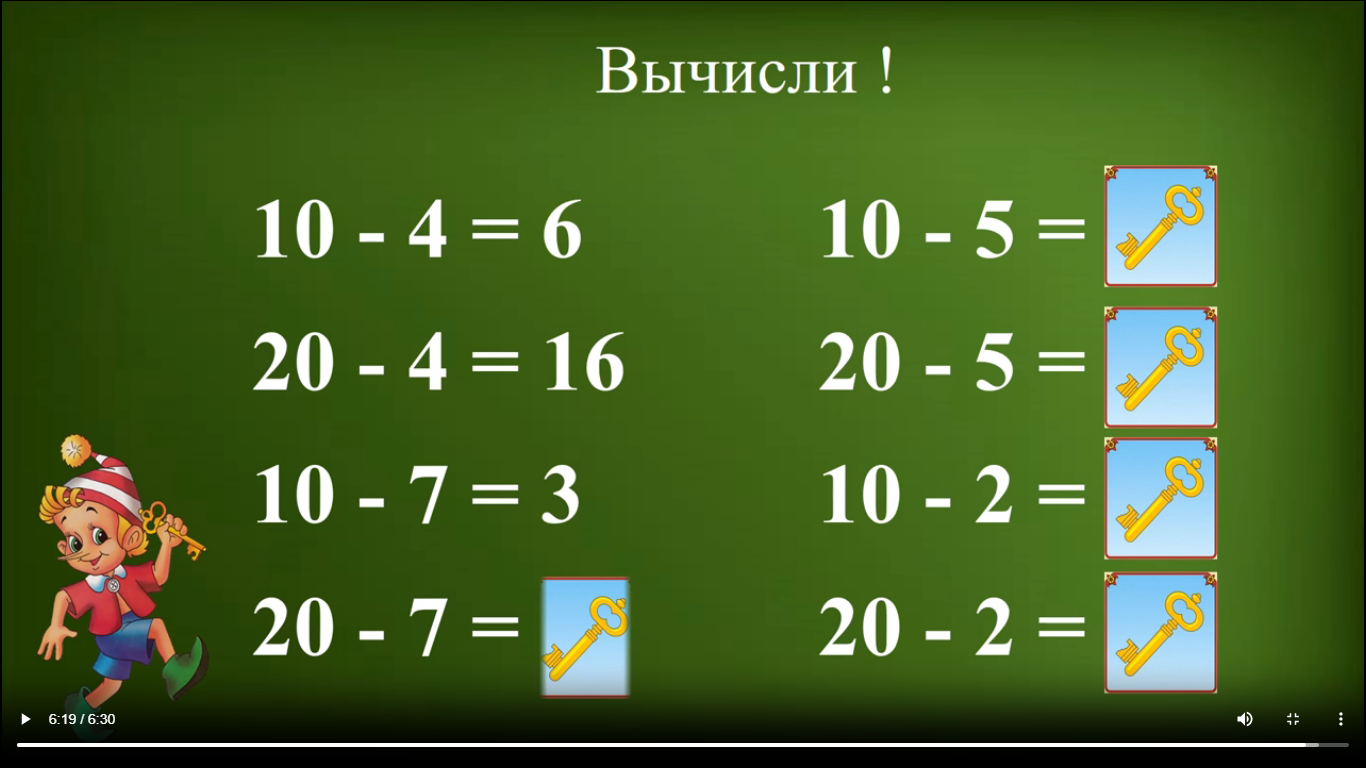 Вычисли !
10 - 4 = 6
20 - 4 = 16
10 - 7 = 3
20 - 7 =
10 - 5 =
20 - 5 =
10 - 2 =
20 - 2 =
6:19 / 6:30